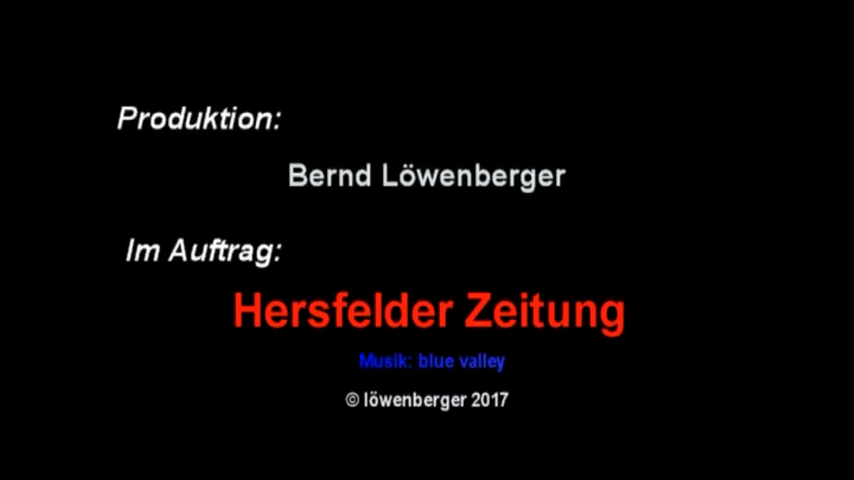 Produktion:
Bernd Löwenberger
Im Auftrag:
Hersfelder Zeitung
Musik: blue valley
© löwenberger 2017